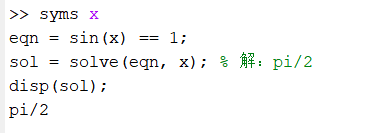 >> syms x
eqn = sin(x) == 1;
sol = solve(eqn, x); % 解：pi/2
disp(sol);
pi/2